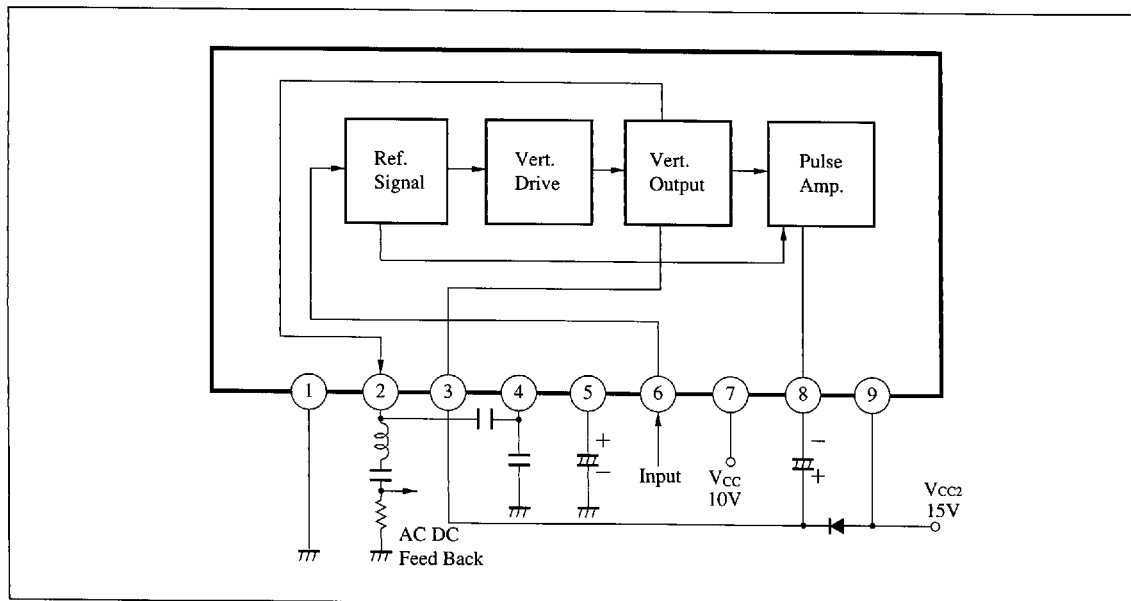 Ref.
Signal
Vert.
Drive
Vert.
Output
Pulse
Amp.
1
2
3
4
5
6
7
8
9
+
−
Input
VCC
10V
−
+
VCC2
15V
AC DC
Feed Back